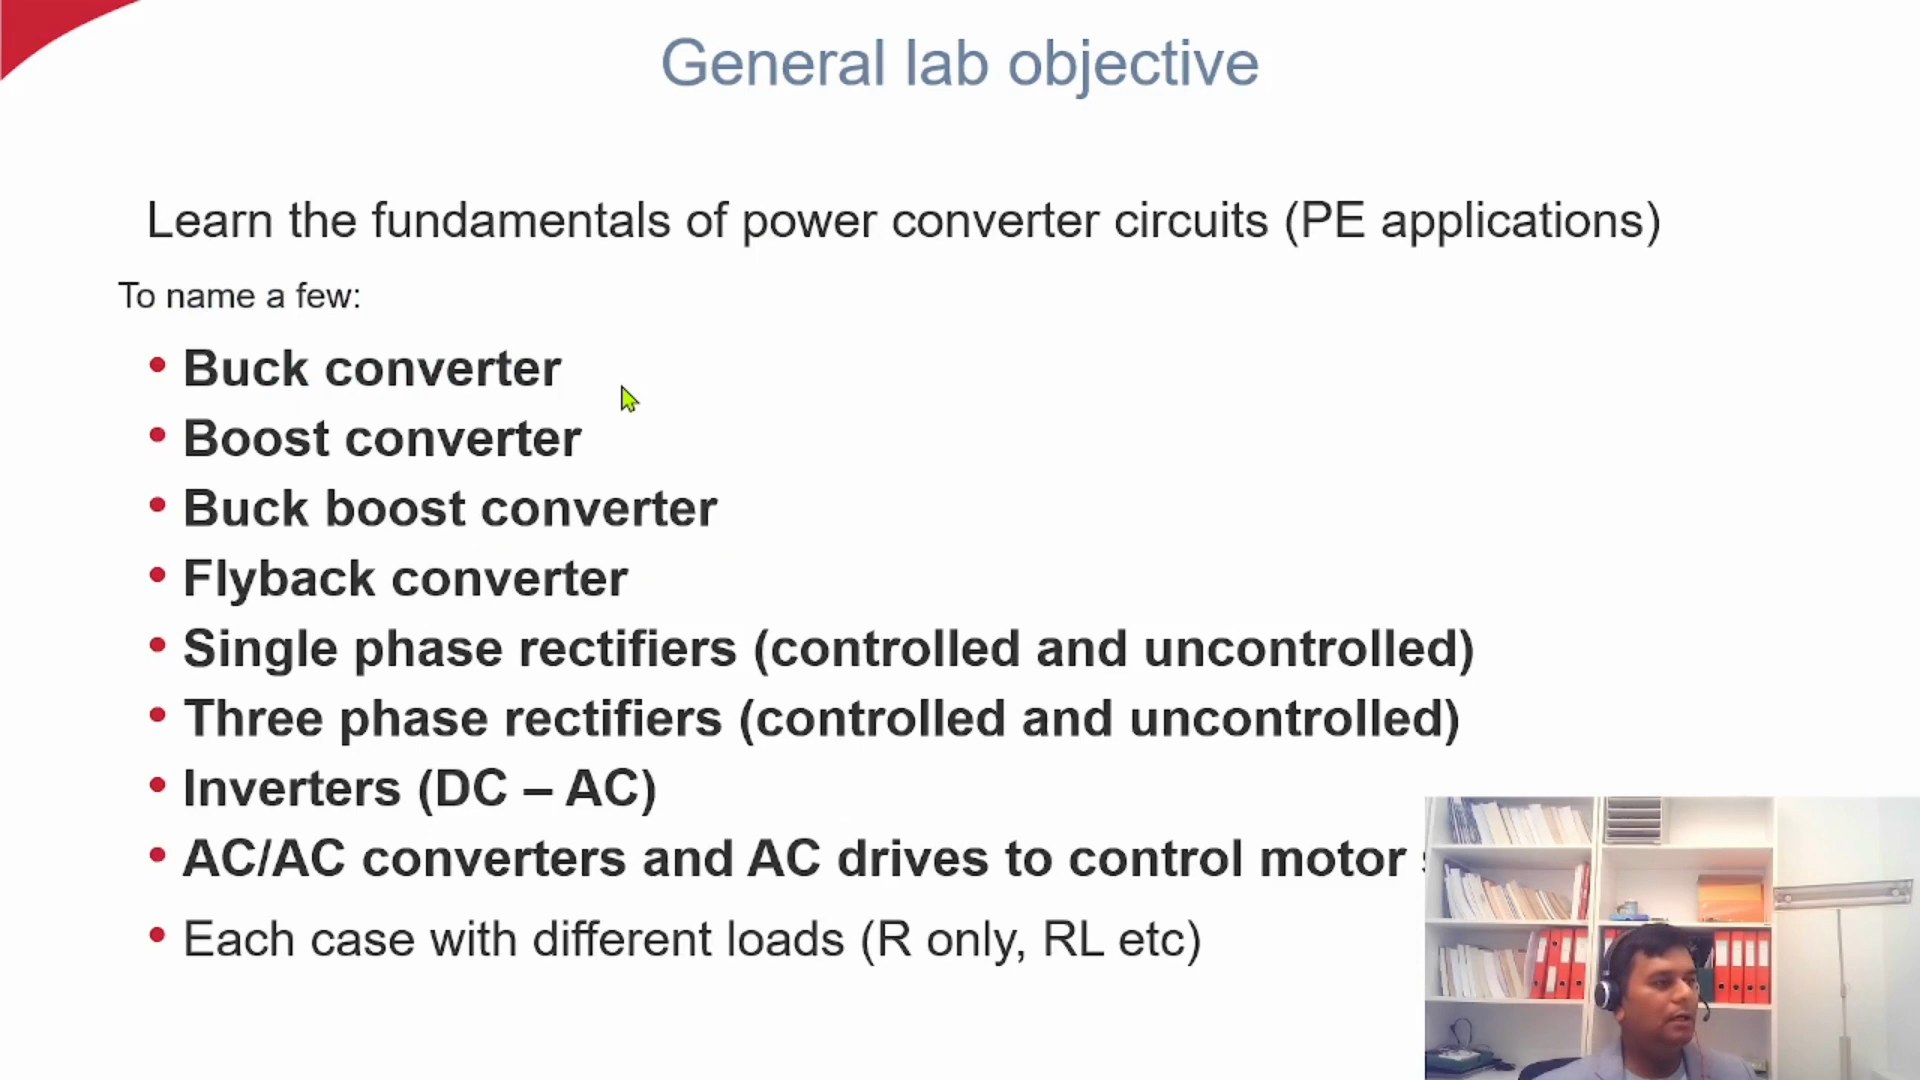 General lab objective
Learn the fundamentals of power converter circuits (PE applications)
To name a few:
• Buck converter
• Boost converter
• Buck boost converter
• Flyback converter
• Single phase rectifiers (controlled and uncontrolled)
• Three phase rectifiers (controlled and uncontrolled)
• Inverters (DC – AC)
• AC/AC converters and AC drives to control motor
• Each case with different loads (R only, RL etc)